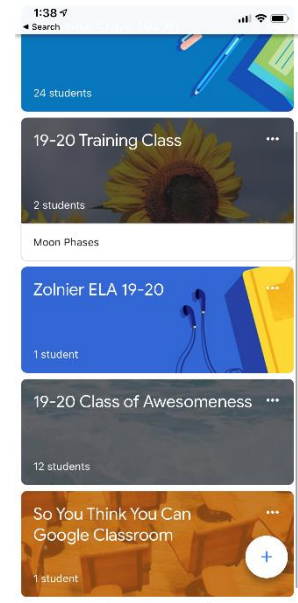 1:38
Search
24 students
19-20 Training Class
2 students
Moon Phases
Zolnier ELA 19-20
1 student
19-20 Class of Awesomeness
12 students
So You Think You Can
Google Classroom
1 student